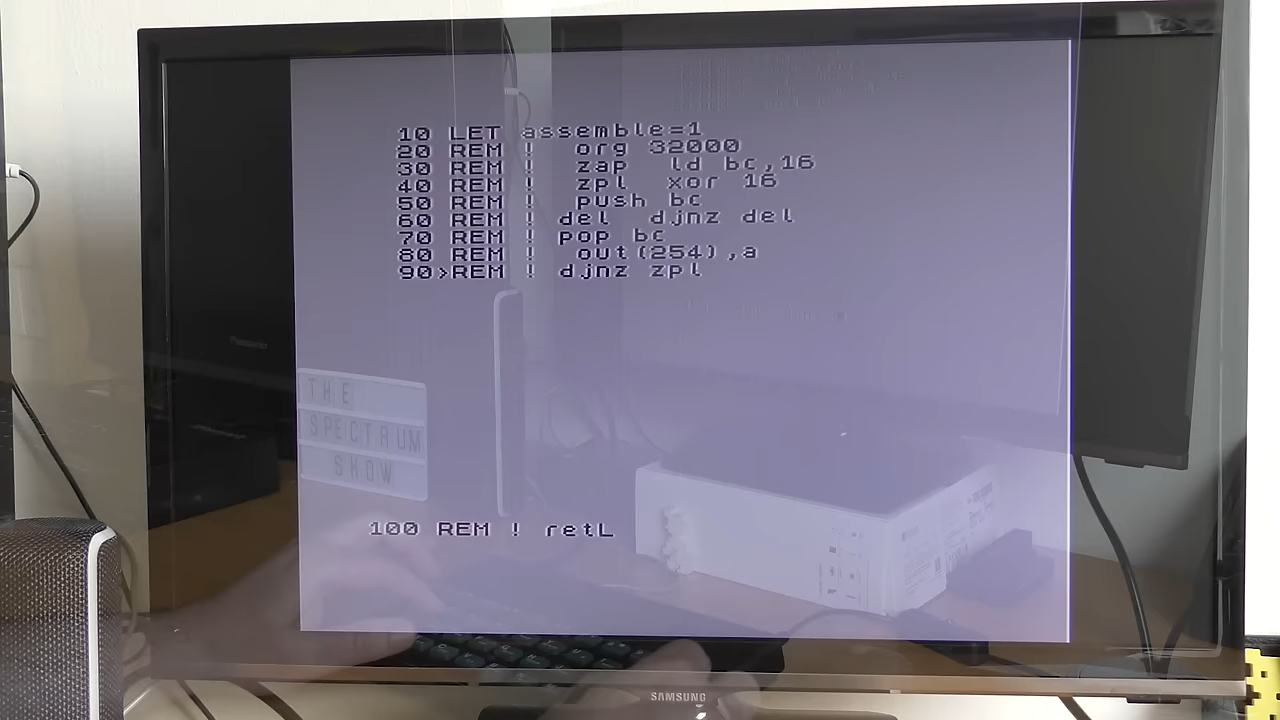 10 LET assemble=1
20 REM ! org 32000
30 REM ! zap ld bc,16
40 REM ! zpl xor 16
50 REM ! push bc
60 REM ! del djnz del
70 REM ! pop bc
80 REM ! out(254),a
90>REM ! djnz zpl
THE
SPECTRUM
SHOW
100 REM ! retL
SAMSUNG